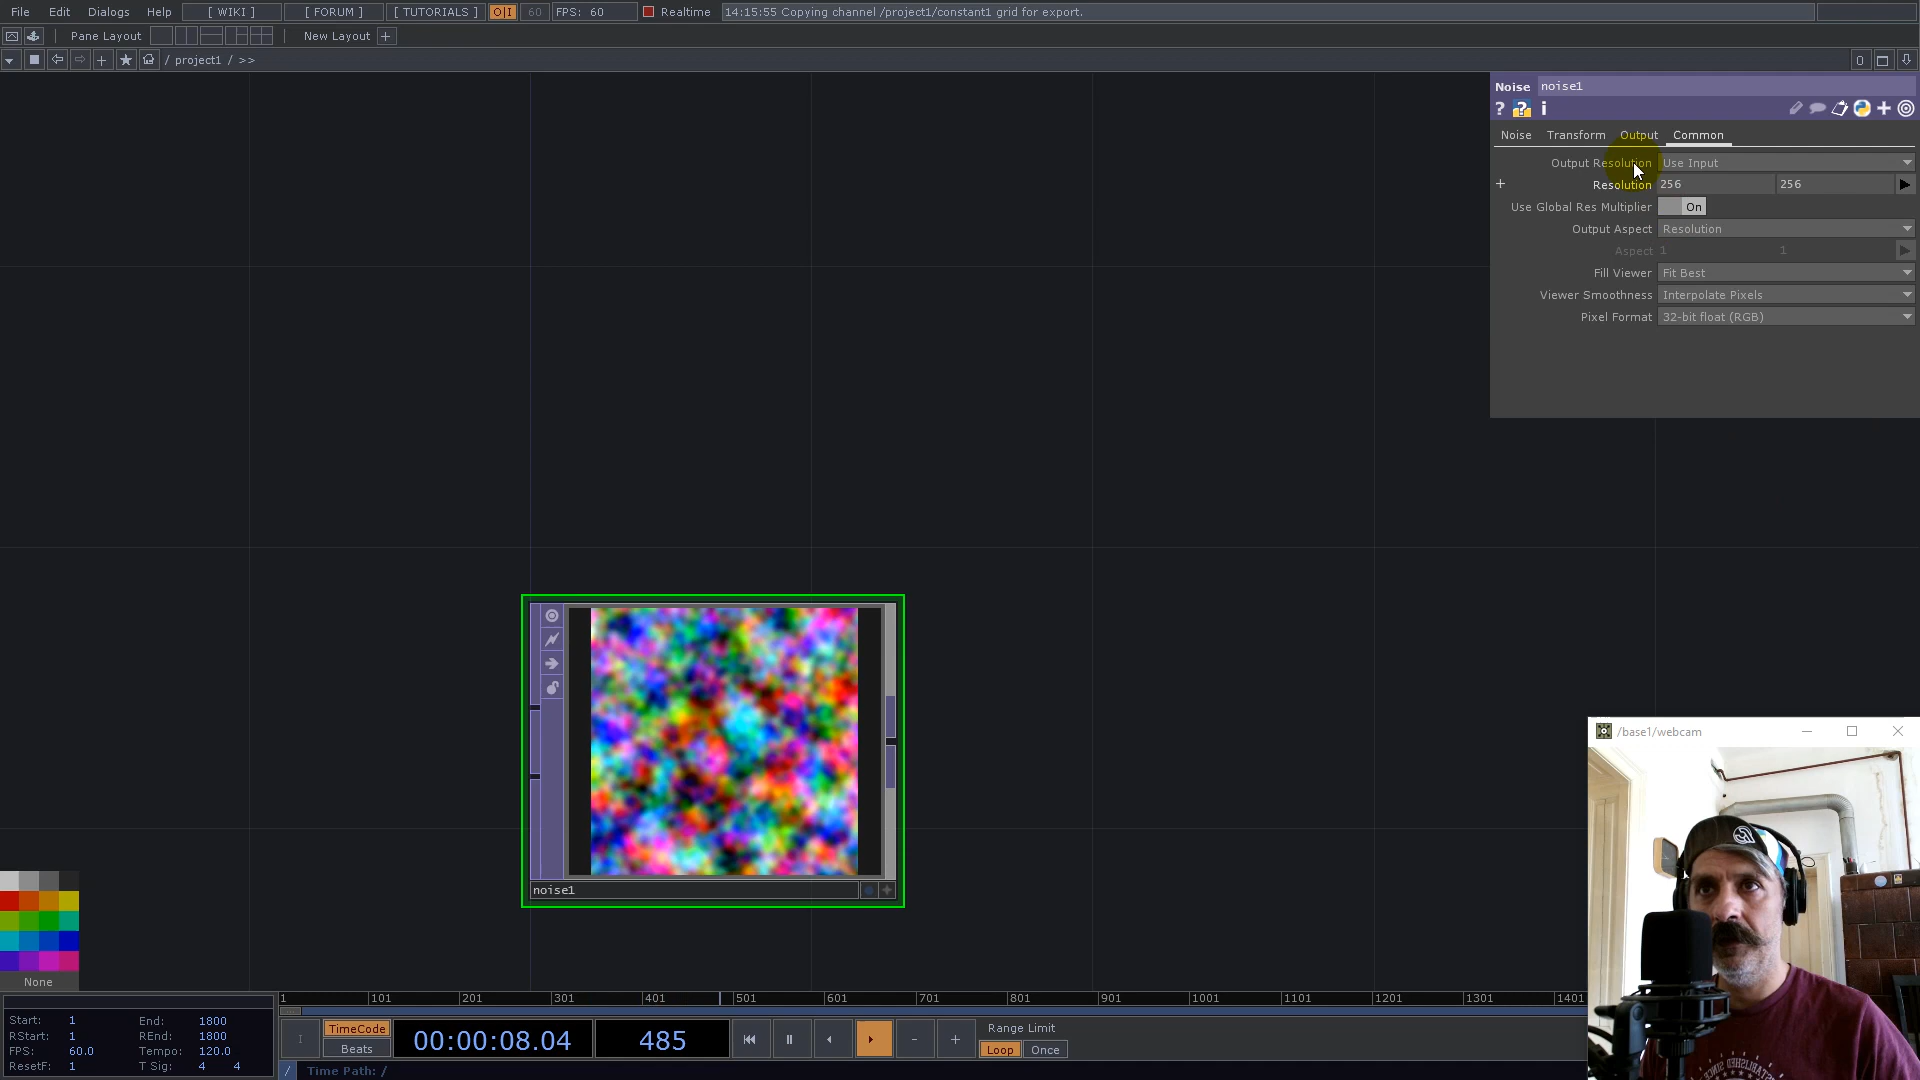 File Edit Dialogs Help [ WIKI ] [ FORUM ] [ TUTORIALS ] O|I 60 FPS: 60 Realtime 14:15:55 Copying channel /project1/constant1 grid for export.
Pane Layout New Layout +
/ project1 / >> 0
Noise noise1
? ? i
Noise Transform Output Common
Output Resolution Use Input
+ Resolution 256 256
Use Global Res Multiplier On
Output Aspect Resolution
Aspect 1 1
Fill Viewer Fit Best
Viewer Smoothness Interpolate Pixels
Pixel Format 32-bit float (RGB)
noise1
/base1/webcam
None
1 101 201 301 401 501 601 701 801 901 1001 1101 1201 1301 1401
Start: 1 End: 1800
RStart: 1 REnd: 1800
FPS: 60.0 Tempo: 120.0
ResetF: 1 T Sig: 4 4
I TimeCode Beats 00:00:08.04 485 - + Range Limit
Loop Once
/ Time Path: /